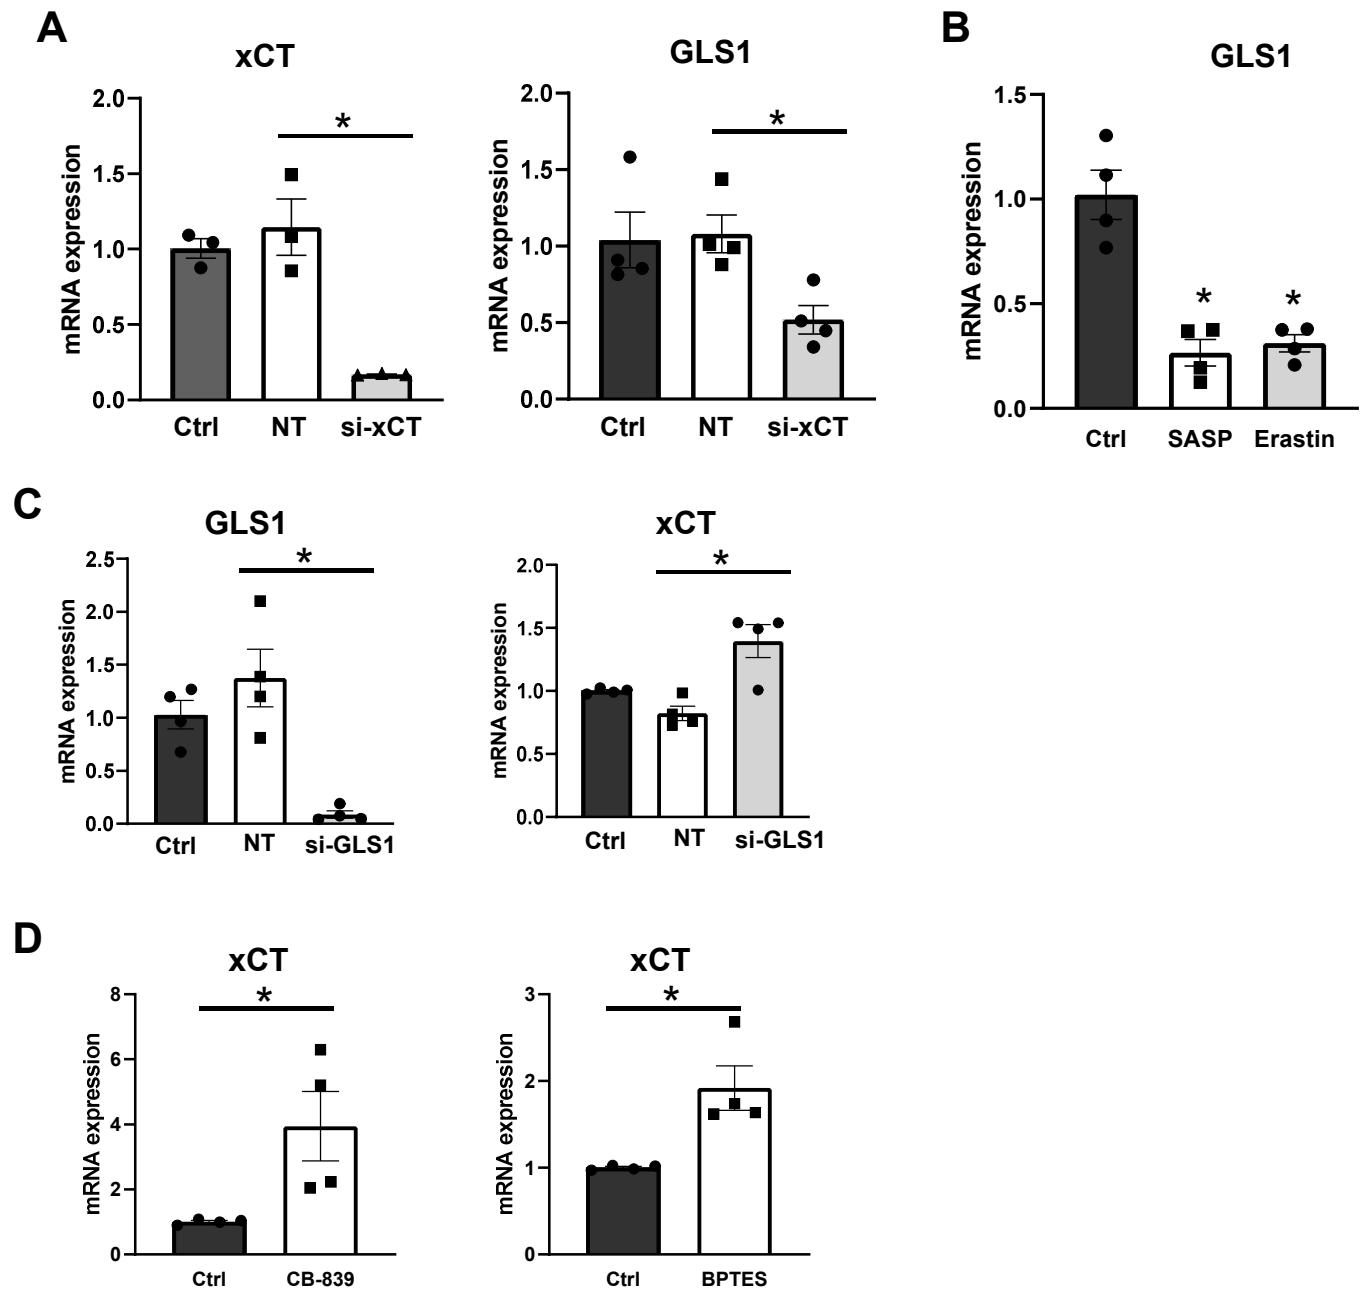 A
xCT
mRNA expression
2.0
1.5
1.0
0.5
0.0
*
Ctrl NT si-xCT
GLS1
mRNA expression
2.0
1.5
1.0
0.5
0.0
*
Ctrl NT si-xCT
B
GLS1
mRNA expression
1.5
1.0
0.5
0.0
* *
Ctrl SASP Erastin
C
GLS1
mRNA expression
2.5
2.0
1.5
1.0
0.5
0.0
*
Ctrl NT si-GLS1
xCT
mRNA expression
2.0
1.5
1.0
0.5
0.0
*
Ctrl NT si-GLS1
D
xCT
mRNA expression
8
6
4
2
0
*
Ctrl CB-839
xCT
mRNA expression
3
2
1
0
*
Ctrl BPTES